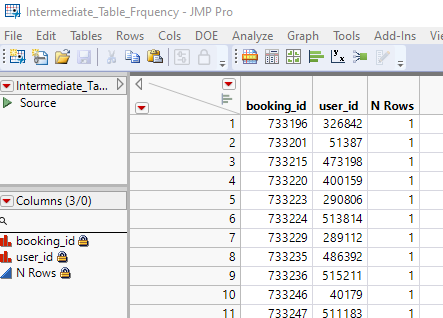 Intermediate_Table_Frquency - JMP Pro
File Edit Tables Rows Cols DOE Analyze Graph Tools Add-Ins V
Intermediate_Ta...
Source
booking_id user_id N Rows
1 733196 326842 1
2 733201 51387 1
3 733215 473198 1
4 733220 400159 1
5 733223 290806 1
6 733224 513814 1
7 733229 289112 1
8 733235 486392 1
9 733236 515211 1
10 733246 40179 1
11 733247 511183 1
Columns (3/0)
booking_id
user_id
N Rows